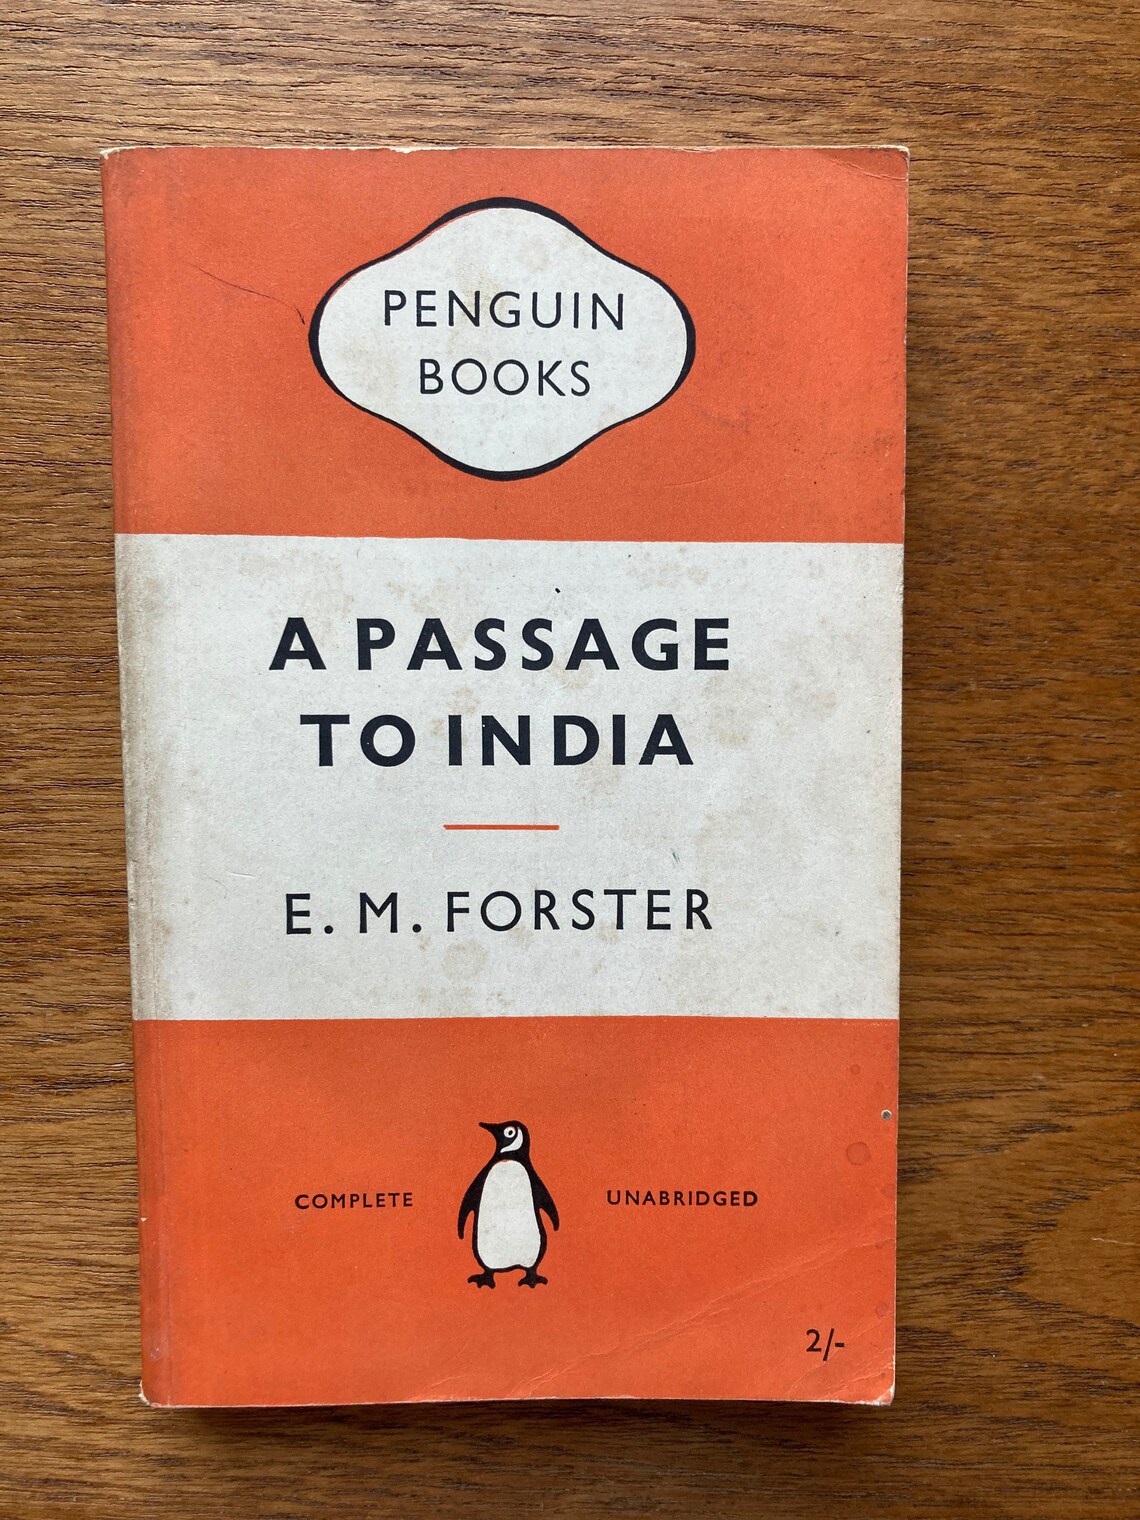 PENGUIN
BOOKS
A PASSAGE
TO INDIA
E. M. FORSTER
COMPLETE UNABRIDGED
2/-